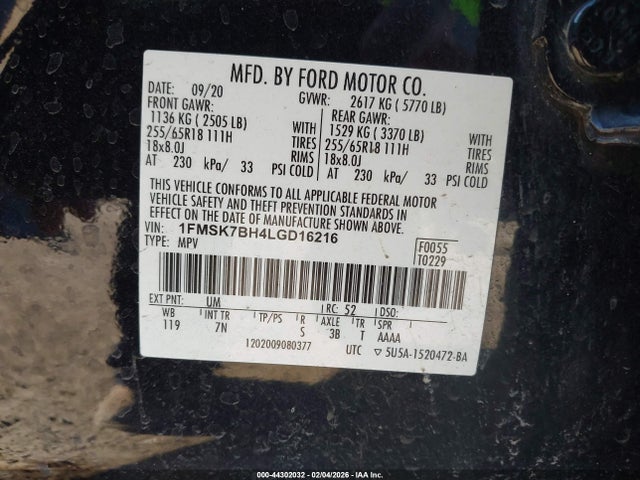 MFD. BY FORD MOTOR CO.
DATE: 09/20 GVWR: 2617 KG ( 5770 LB)
FRONT GAWR: REAR GAWR:
1136 KG ( 2505 LB) WITH 1529 KG ( 3370 LB) WITH
255/65R18 111H TIRES 255/65R18 111H TIRES
18x8.0J RIMS 18x8.0J RIMS
AT 230 kPa/ 33 PSI COLD AT 230 kPa/ 33 PSI COLD
THIS VEHICLE CONFORMS TO ALL APPLICABLE FEDERAL MOTOR
VEHICLE SAFETY AND THEFT PREVENTION STANDARDS IN
EFFECT ON THE DATE OF MANUFACTURE SHOWN ABOVE.
1FMSK7BH4LGD16216 F0055
TYPE: MPV T0229
EXT PNT: UM RC: 52 DSO:
WB INT TR TP/PS R AXLE TR SPR
119 7N S 3B T AAAA
1202009080377 UTC ▽ 5U5A-1520472-BA
000-44302032 - 02/04/2026 - IAA Inc.